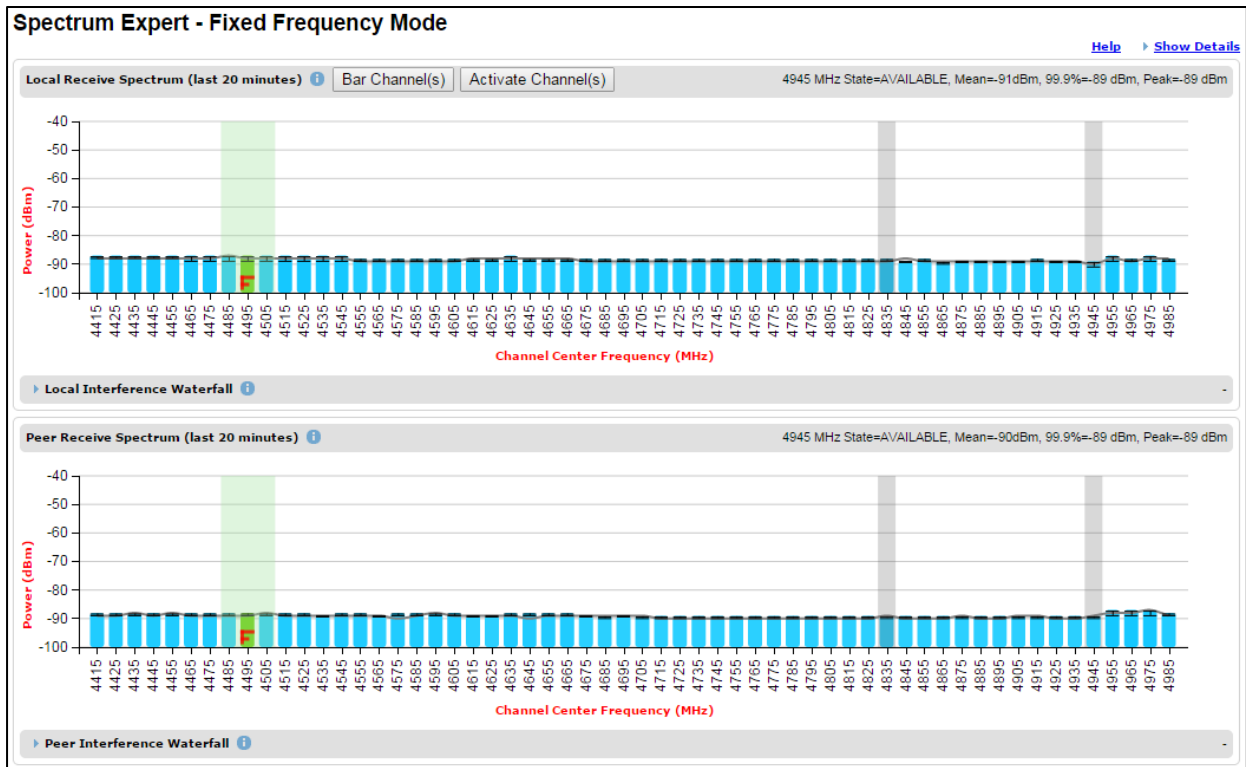 Spectrum Expert - Fixed Frequency Mode
Help Show Details
Local Receive Spectrum (last 20 minutes) i Bar Channel(s) Activate Channel(s) 4945 MHz State=AVAILABLE, Mean=-91dBm, 99.9%=-89 dBm, Peak=-89 dBm
Power (dBm)
-40
-50
-60
-70
-80
-90
-100
F
4415 4425 4435 4445 4455 4465 4475 4485 4495 4505 4515 4525 4535 4545 4555 4565 4575 4585 4595 4605 4615 4625 4635 4645 4655 4665 4675 4685 4695 4705 4715 4725 4735 4745 4755 4765 4775 4785 4795 4805 4815 4825 4835 4845 4855 4865 4875 4885 4895 4905 4915 4925 4935 4945 4955 4965 4975 4985
Channel Center Frequency (MHz)
Local Interference Waterfall i -
Peer Receive Spectrum (last 20 minutes) i 4945 MHz State=AVAILABLE, Mean=-90dBm, 99.9%=-89 dBm, Peak=-89 dBm
Power (dBm)
-40
-50
-60
-70
-80
-90
-100
F
4415 4425 4435 4445 4455 4465 4475 4485 4495 4505 4515 4525 4535 4545 4555 4565 4575 4585 4595 4605 4615 4625 4635 4645 4655 4665 4675 4685 4695 4705 4715 4725 4735 4745 4755 4765 4775 4785 4795 4805 4815 4825 4835 4845 4855 4865 4875 4885 4895 4905 4915 4925 4935 4945 4955 4965 4975 4985
Channel Center Frequency (MHz)
Peer Interference Waterfall i -